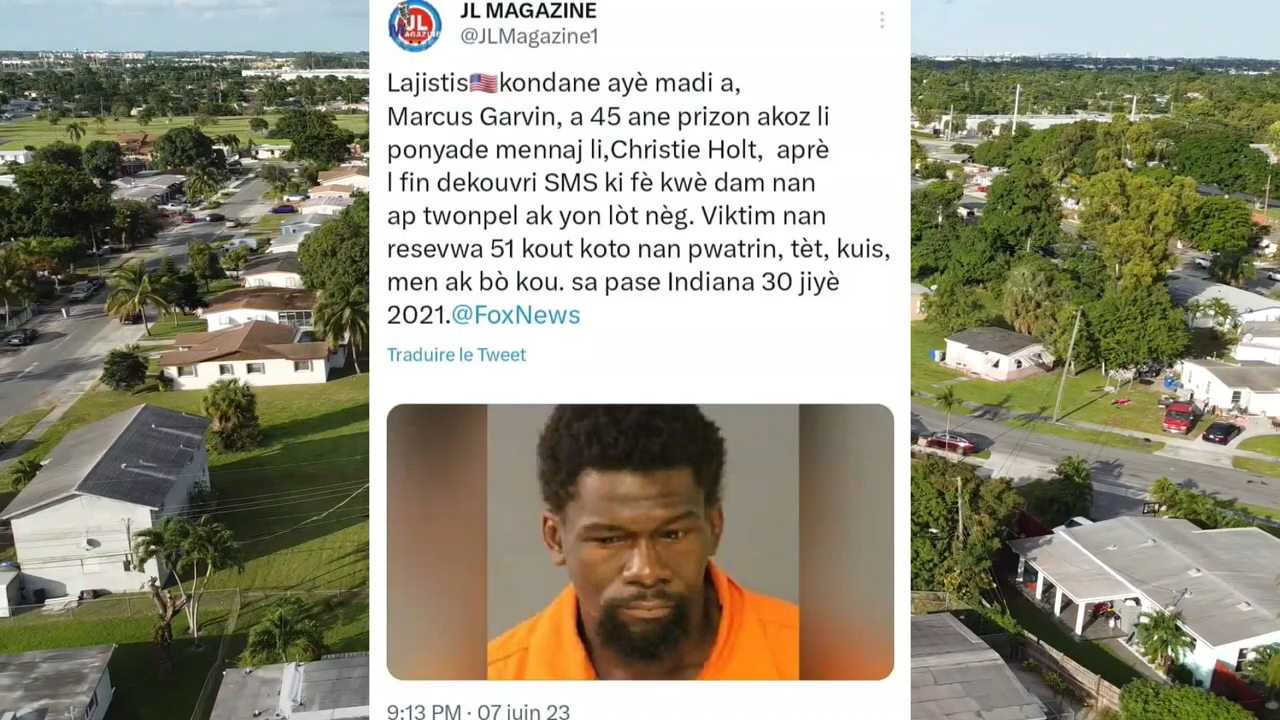 JL MAGAZINE
@JLMagazine1
JL
MAGAZINE
Lajistis🇺🇸kondane ayè madi a,
Marcus Garvin, a 45 ane prizon akoz li
ponyade mennaj li,Christie Holt, aprè
l fin dekouvri SMS ki fè kwè dam nan
ap twonpel ak yon lòt nèg. Viktim nan
resevwa 51 kout koto nan pwatrin, tèt, kuis,
men ak bò kou. sa pase Indiana 30 jiyè
2021.@FoxNews
Traduire le Tweet
9:13 PM · 07 juin 23